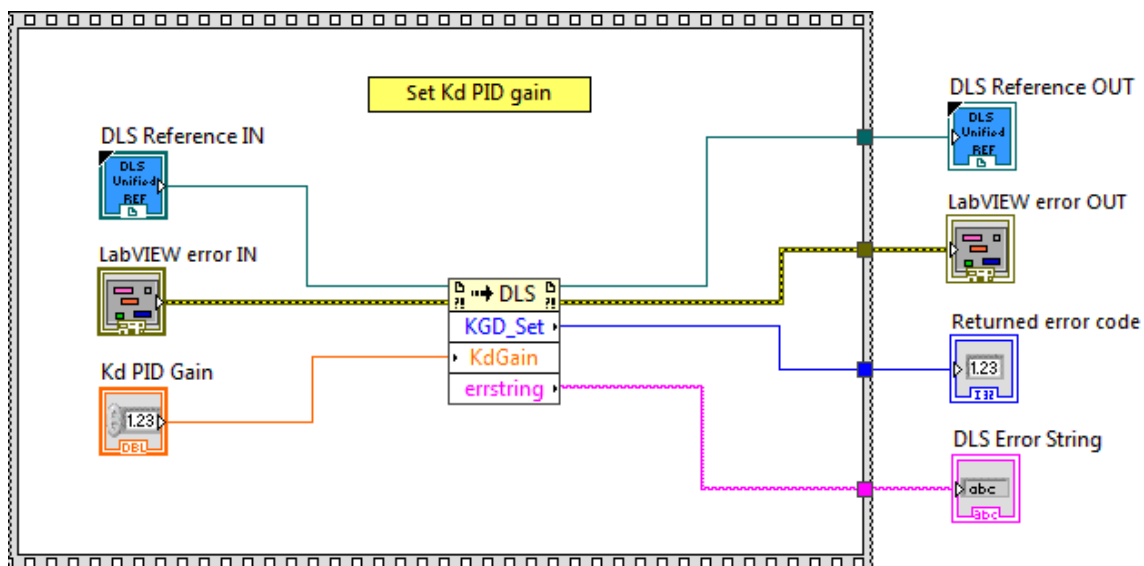 Set Kd PID gain
DLS Reference IN
DLS
Unified
REF
LabVIEW error IN
Kd PID Gain
1.23
DBL
?! DLS ?!
KGD_Set
KdGain
errstring
DLS Reference OUT
DLS
Unified
REF
LabVIEW error OUT
Returned error code
1.23
I32
DLS Error String
abc
abc